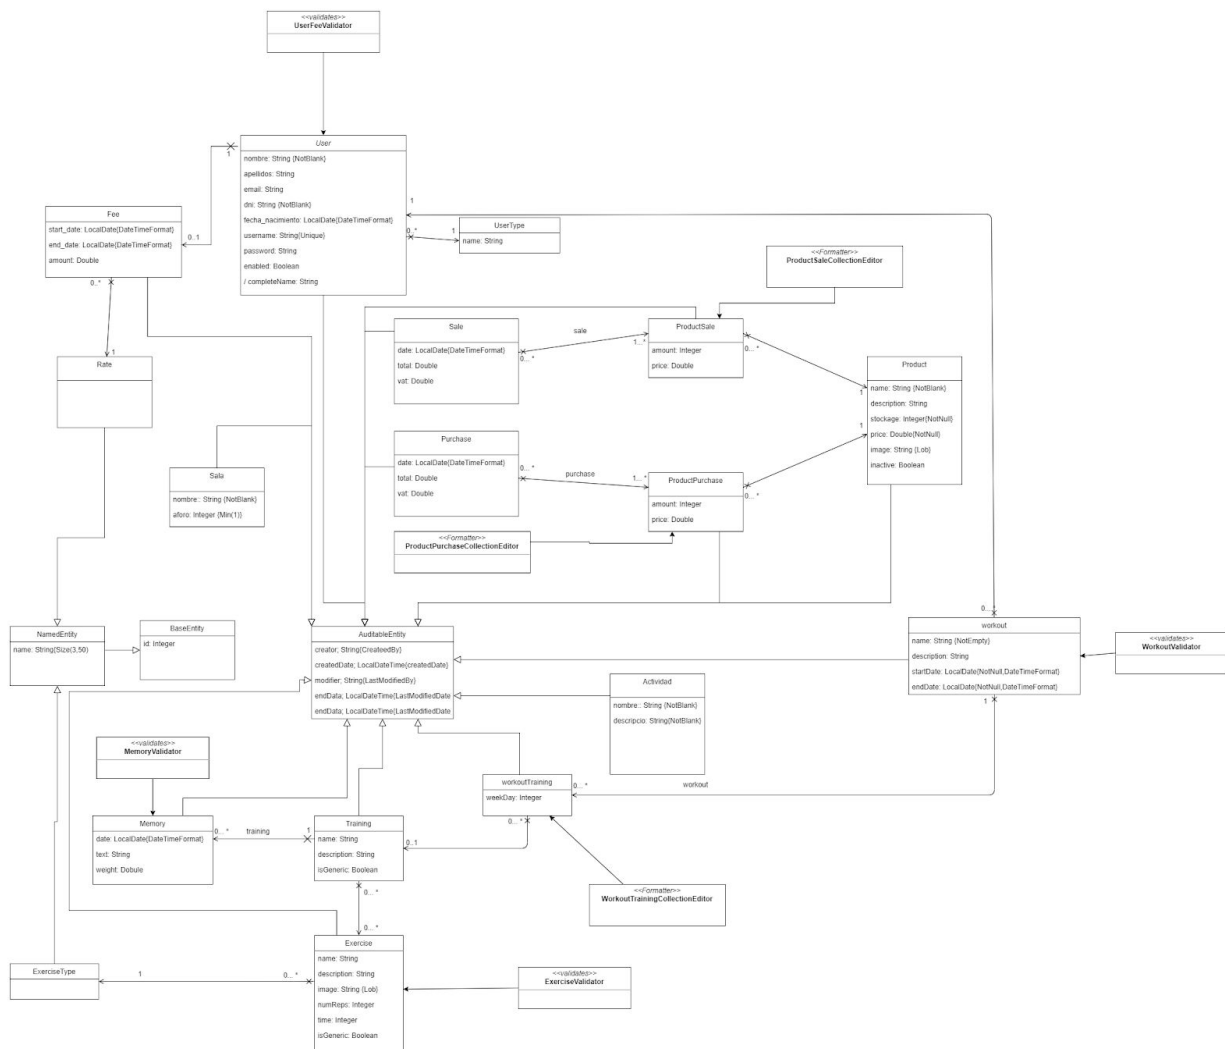 <<validates>>
UserFeeValidator
User
nombre: String {NotBlank}
apellidos: String
email: String
dni: String {NotBlank}
fecha_nacimiento: LocalDate{DateTimeFormat}
username: String{Unique}
password: String
enabled: Boolean
/ completeName: String
1
1
Fee
start_date: LocalDate{DateTimeFormat}
end_date: LocalDate{DateTimeFormat}
amount: Double
0..1
0..*
UserType
name: String
0..*
1
<<Formatter>>
ProductSaleCollectionEditor
Sale
date: LocalDate{DateTimeFormat}
total: Double
vat: Double
sale
0... *
1...*
ProductSale
amount: Integer
price: Double
0... *
Product
name: String {NotBlank}
description: String
stockage: Integer{NotNull}
price: Double{NotNull}
image: String {Lob}
inactive: Boolean
1
1
Rate
1
Sala
nombre : String {NotBlank}
aforo: Integer {Min(1)}
Purchase
date: LocalDate{DateTimeFormat}
total: Double
vat: Double
0... *
purchase
1... *
ProductPurchase
amount: Integer
price: Double
0... *
<<Formatter>>
ProductPurchaseCollectionEditor
NamedEntity
name: String{Size(3,50)
BaseEntity
id: Integer
AuditableEntity
creator; String{CreateedBy}
createdDate; LocalDateTime{createdDate}
modifier; String{LastModifiedBy}
endData; LocalDateTime{LastModifiedDate
endData; LocalDateTime{LastModifiedDate
0... *
workout
name: String {NotEmpty}
description: String
startDate: LocalDate{NotNull,DateTimeFormat}
endDate: LocalDate{NotNull,DateTimeFormat}
1
<<validates>>
WorkoutValidator
Actividad
nombre : String {NotBlank}
descripcio: String{NotBlank}
<<validates>>
MemoryValidator
workoutTraining
weekDay: Integer
0... *
workout
0... *
0..1
Memory
date: LocalDate{DateTimeFormat}
text: String
weight: Dobule
0... *
training
1
Training
name: String
description: String
isGeneric: Boolean
0... *
0... *
<<Formatter>>
WorkoutTrainingCollectionEditor
Exercise
name: String
description: String
image: String {Lob}
numReps: Integer
time: Integer
isGeneric: Boolean
ExerciseType
1
0... *
<<validates>>
ExerciseValidator